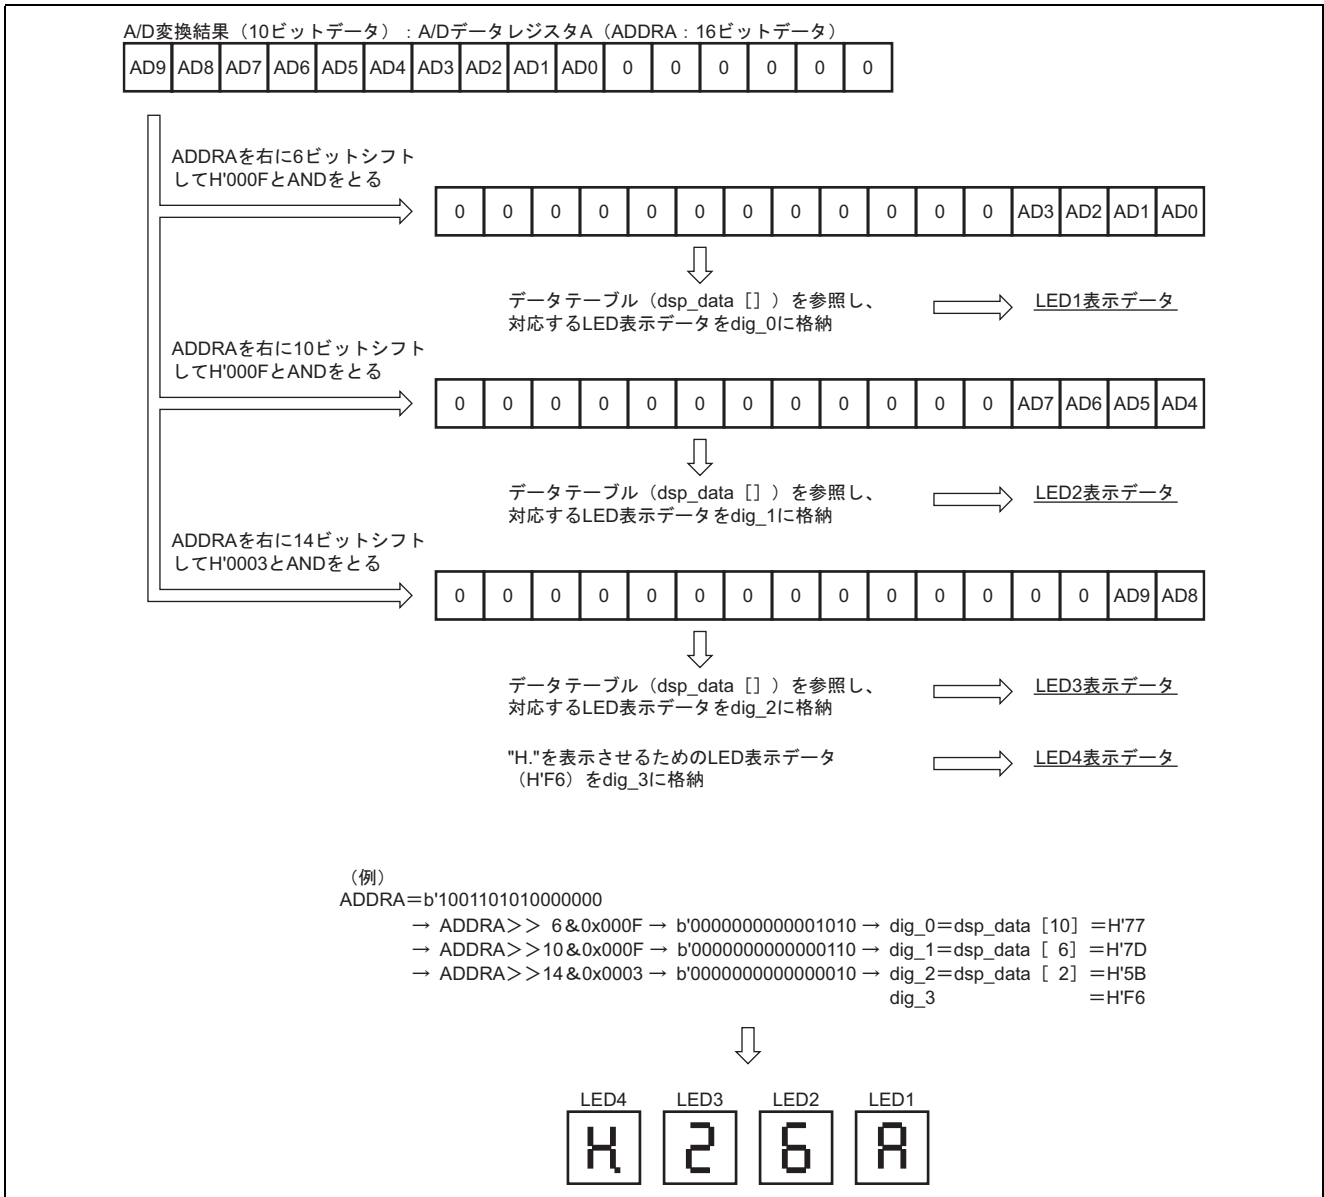 A/D変換結果（10ビットデータ）：A/DデータレジスタA（ADDRA：16ビットデータ）
AD9 AD8 AD7 AD6 AD5 AD4 AD3 AD2 AD1 AD0 0 0 0 0 0 0
ADDRAを右に6ビットシフト
してH'000FとANDをとる
0 0 0 0 0 0 0 0 0 0 0 0 AD3 AD2 AD1 AD0
データテーブル（dsp_data［］）を参照し、
対応するLED表示データをdig_0に格納
LED1表示データ
ADDRAを右に10ビットシフト
してH'000FとANDをとる
0 0 0 0 0 0 0 0 0 0 0 0 AD7 AD6 AD5 AD4
データテーブル（dsp_data［］）を参照し、
対応するLED表示データをdig_1に格納
LED2表示データ
ADDRAを右に14ビットシフト
してH'0003とANDをとる
0 0 0 0 0 0 0 0 0 0 0 0 0 0 AD9 AD8
データテーブル（dsp_data［］）を参照し、
対応するLED表示データをdig_2に格納
LED3表示データ
"H."を表示させるためのLED表示データ
（H'F6）をdig_3に格納
LED4表示データ
（例）
ADDRA＝b'1001101010000000
→ ADDRA＞＞ 6＆0x000F → b'0000000000001010 → dig_0＝dsp_data［10］＝H'77
→ ADDRA＞＞10＆0x000F → b'0000000000000110 → dig_1＝dsp_data［ 6］＝H'7D
→ ADDRA＞＞14＆0x0003 → b'0000000000000010 → dig_2＝dsp_data［ 2］＝H'5B
dig_3 ＝H'F6
LED4 LED3 LED2 LED1
H. 2 6 A